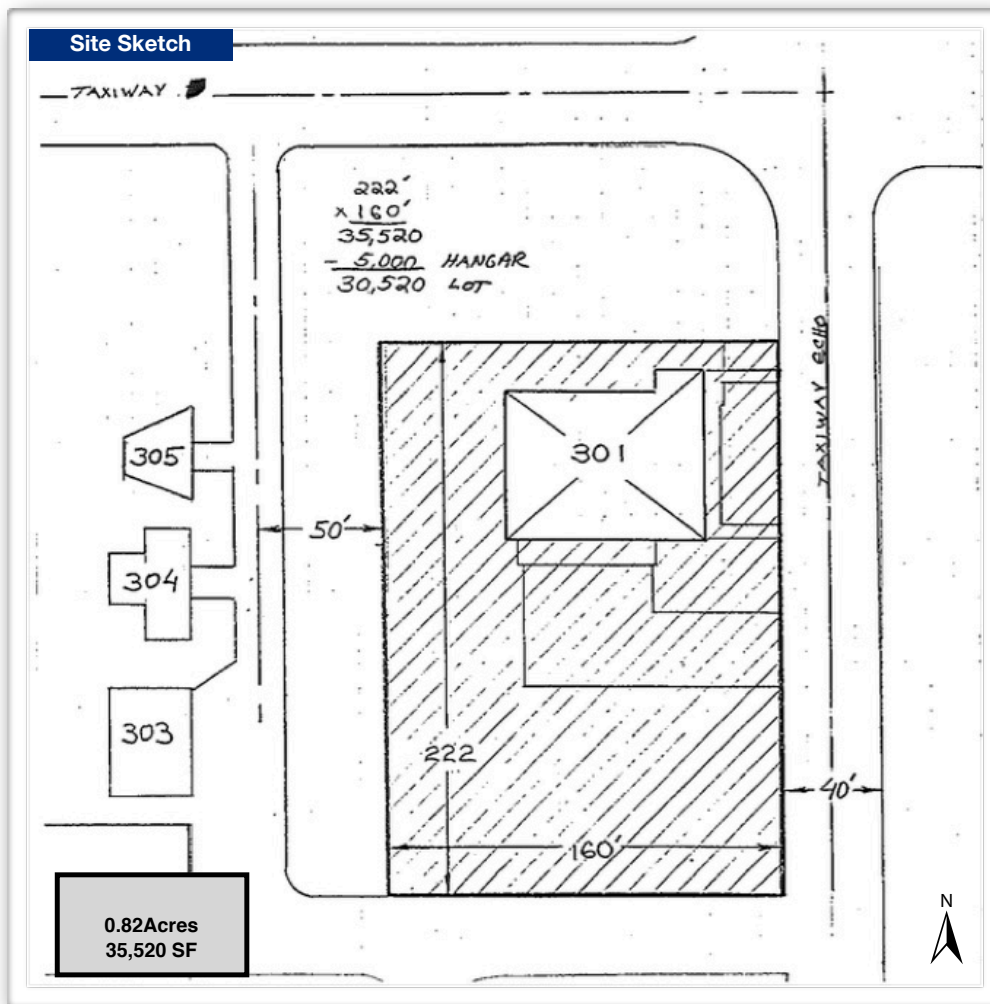 Site Sketch
TAXIWAY
222'
x 160'
35,520
- 5,000 HANGAR
30,520 LOT
TAXIWAY ECHO
301
305
50'
304
303
222
40'
160'
0.82Acres
35,520 SF
N